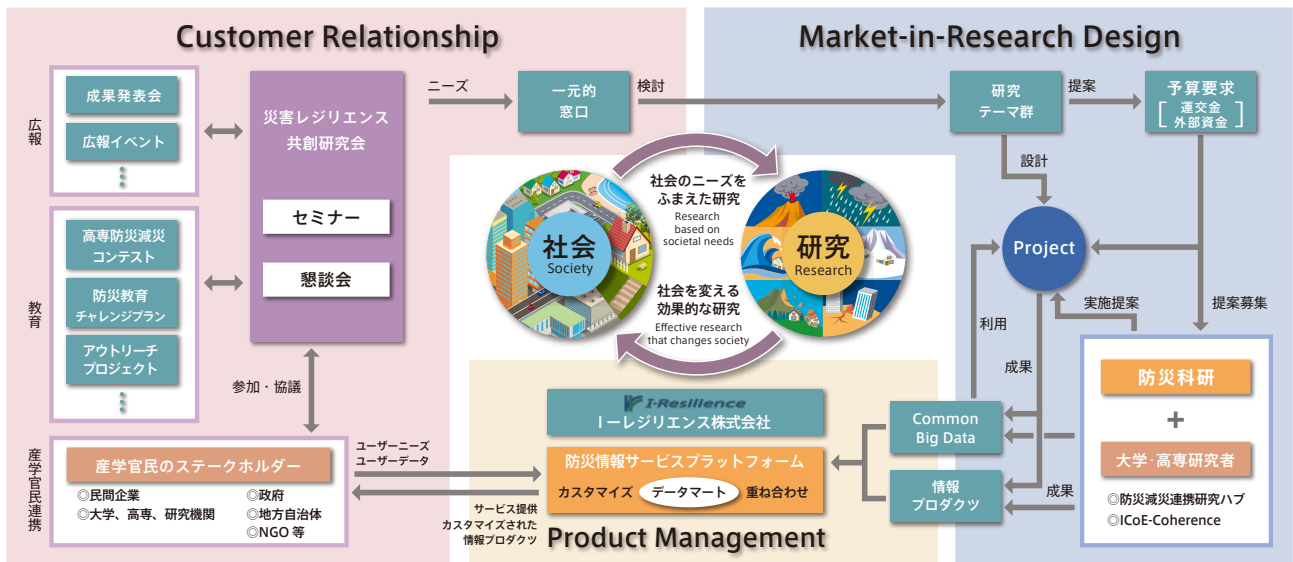 Customer Relationship
広報
成果発表会
広報イベント
教育
高専防災減災
コンテスト
防災教育
チャレンジプラン
アウトリーチ
プロジェクト
災害レジリエンス
共創研究会
セミナー
懇談会
ニーズ
一元的
窓口
検討
参加・協議
産学官民連携
産学官民のステークホルダー
◎民間企業
◎大学、高専、研究機関
◎政府
◎地方自治体
◎NGO 等
ユーザーニーズ
ユーザーデータ
サービス提供
カスタマイズされた
情報プロダクツ
社会
Society
社会のニーズを
ふまえた研究
Research
based on
societal needs
社会を変える
効果的な研究
Effective research
that changes society
研究
Research
I-Resilience
I－レジリエンス株式会社
防災情報サービスプラットフォーム
カスタマイズ
データマート
重ね合わせ
Product Management
Market-in-Research Design
研究
テーマ群
提案
予算要求
運交金
外部資金
設計
Project
実施提案
提案募集
利用
成果
Common
Big Data
情報
プロダクツ
成果
防災科研
+
大学・高専研究者
◎防災減災連携研究ハブ
◎ICoE-Coherence